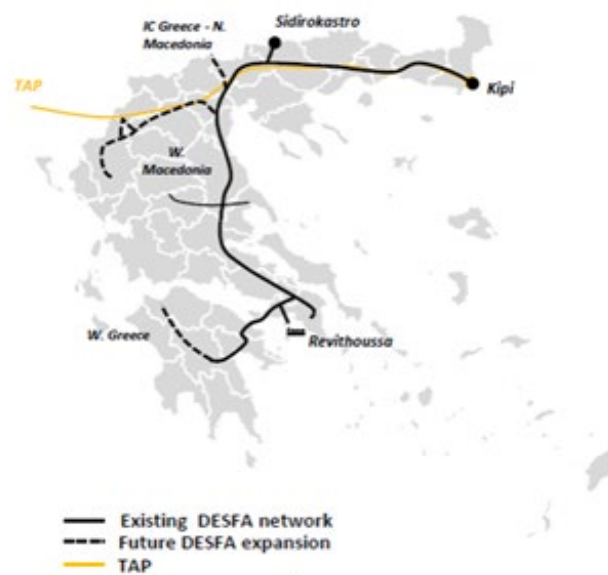 Sidirokastro
IC Greece - N.
Macedonia
TAP
Kipi
W.
Macedonia
W. Greece
Revithoussa
Existing DESFA network
Future DESFA expansion
TAP